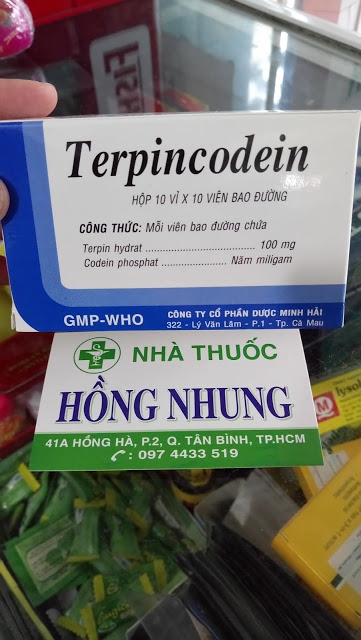 Terpincodein
HỘP 10 VỈ X 10 VIÊN BAO ĐƯỜNG
CÔNG THỨC: Mỗi viên bao đường chứa
Terpin hydrat .................................. 100 mg
Codein phosphat ...................... Năm miligam
GMP-WHO
CÔNG TY CỔ PHẦN DƯỢC MINH HẢI
322 - Lý Văn Lâm - P.1 - Tp. Cà Mau
NHÀ THUỐC
HỒNG NHUNG
41A HỒNG HÀ, P.2, Q. TÂN BÌNH, TP.HCM
: 097 4433 519